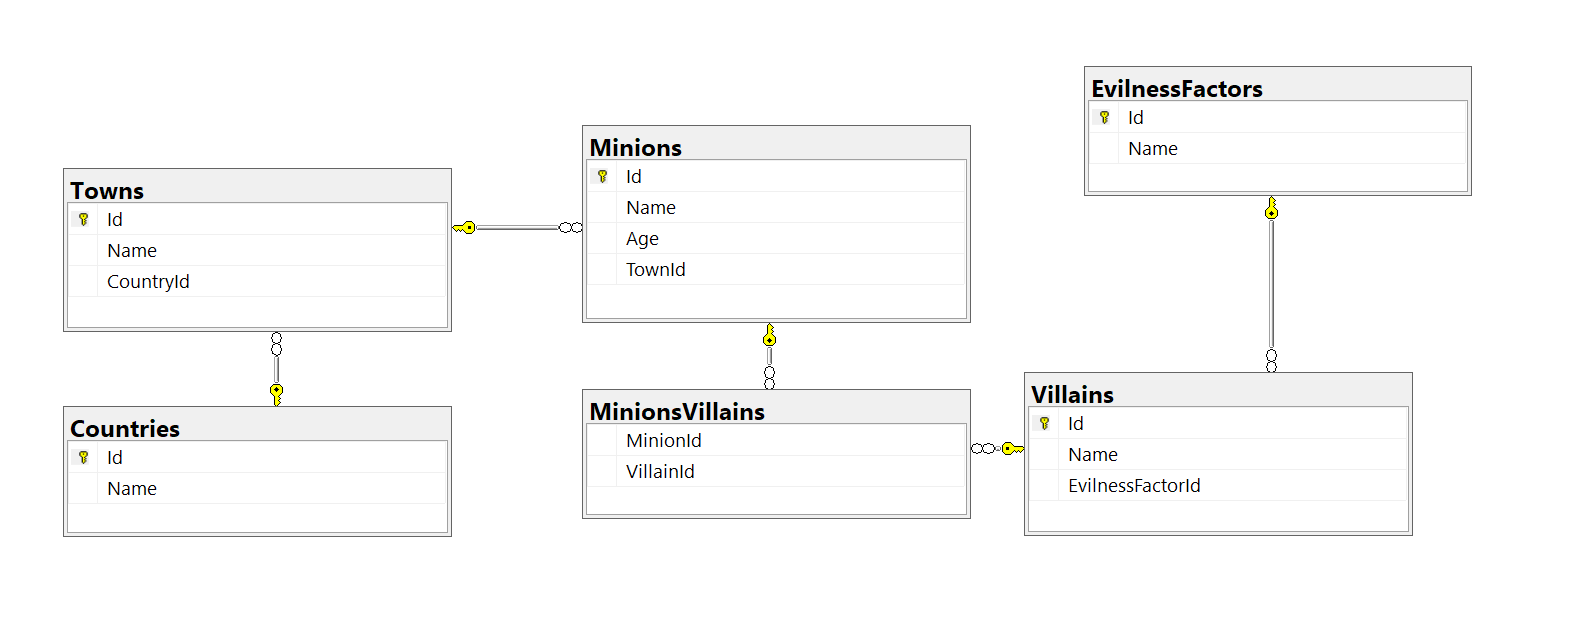 Towns
Id
Name
CountryId
Countries
Id
Name
Minions
Id
Name
Age
TownId
MinionsVillains
MinionId
VillainId
EvilnessFactors
Id
Name
Villains
Id
Name
EvilnessFactorId